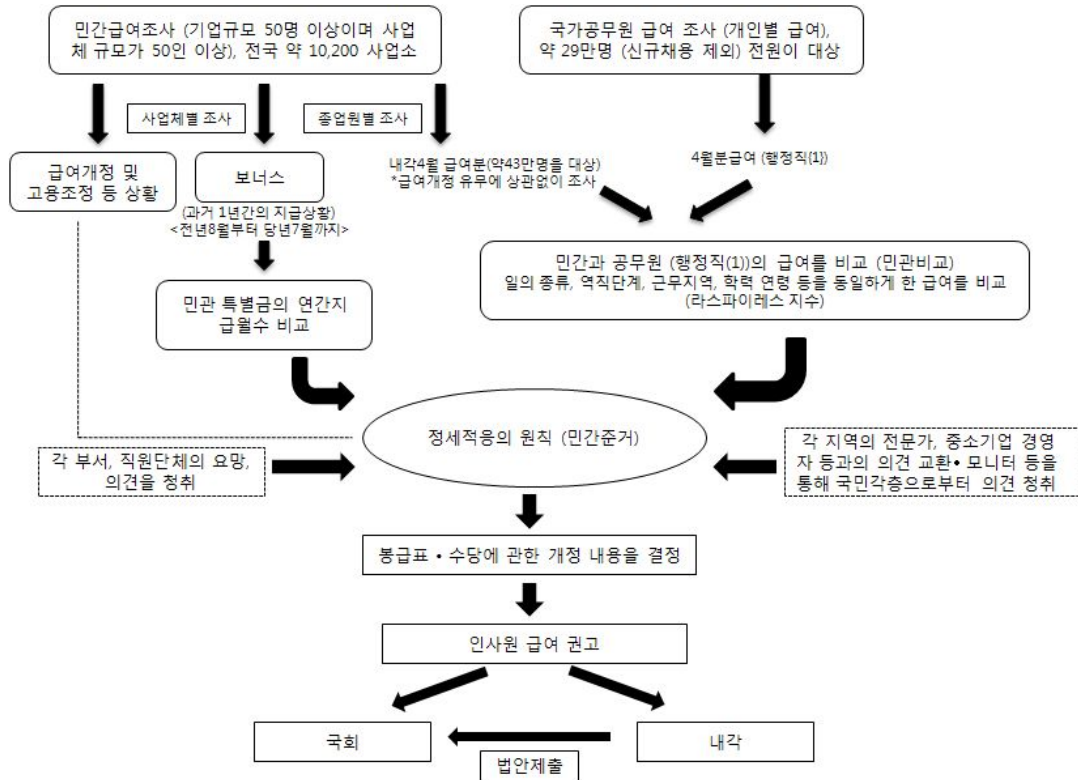 민간급여조사 (기업규모 50명 이상이며 사업
체 규모가 50인 이상), 전국 약 10,200 사업소
국가공무원 급여 조사 (개인별 급여),
약 29만명 (신규채용 제외) 전원이 대상
사업체별 조사
종업원별 조사
급여개정 및
고용조정 등 상황
보너스
(과거 1년간의 지급상황)
<전년8월부터 당년7월까지>
내각4월 급여분(약43만명을 대상)
*급여개정 유무에 상관없이 조사
4월분급여 (행정직{1})
민관 특별금의 연간지
급월수 비교
민간과 공무원 (행정직(1))의 급여를 비교 (민관비교)
일의 종류, 역직단계, 근무지역, 학력 연령 등을 동일하게 한 급여를 비교
(라스파이레스 지수)
정세적응의 원칙 (민간준거)
각 부서, 직원단체의 요망,
의견을 청취
각 지역의 전문가, 중소기업 경영
자 등과의 의견 교환• 모니터 등을
통해 국민각층으로부터 의견 청취
봉급표 • 수당에 관한 개정 내용을 결정
인사원 급여 권고
국회
내각
법안제출